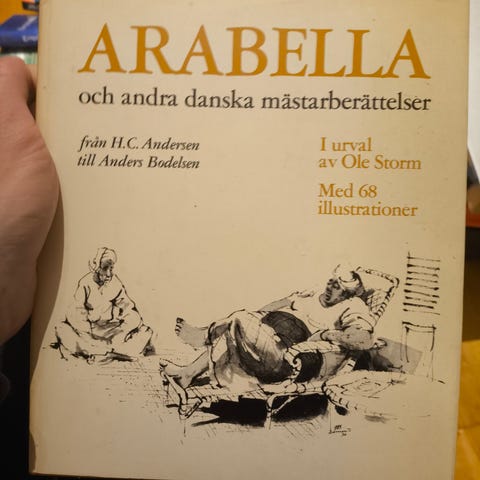 ARABELLA
och andra danska mästarberättelser
från H.C. Andersen
till Anders Bodelsen
I urval
av Ole Storm
Med 68
illustrationer